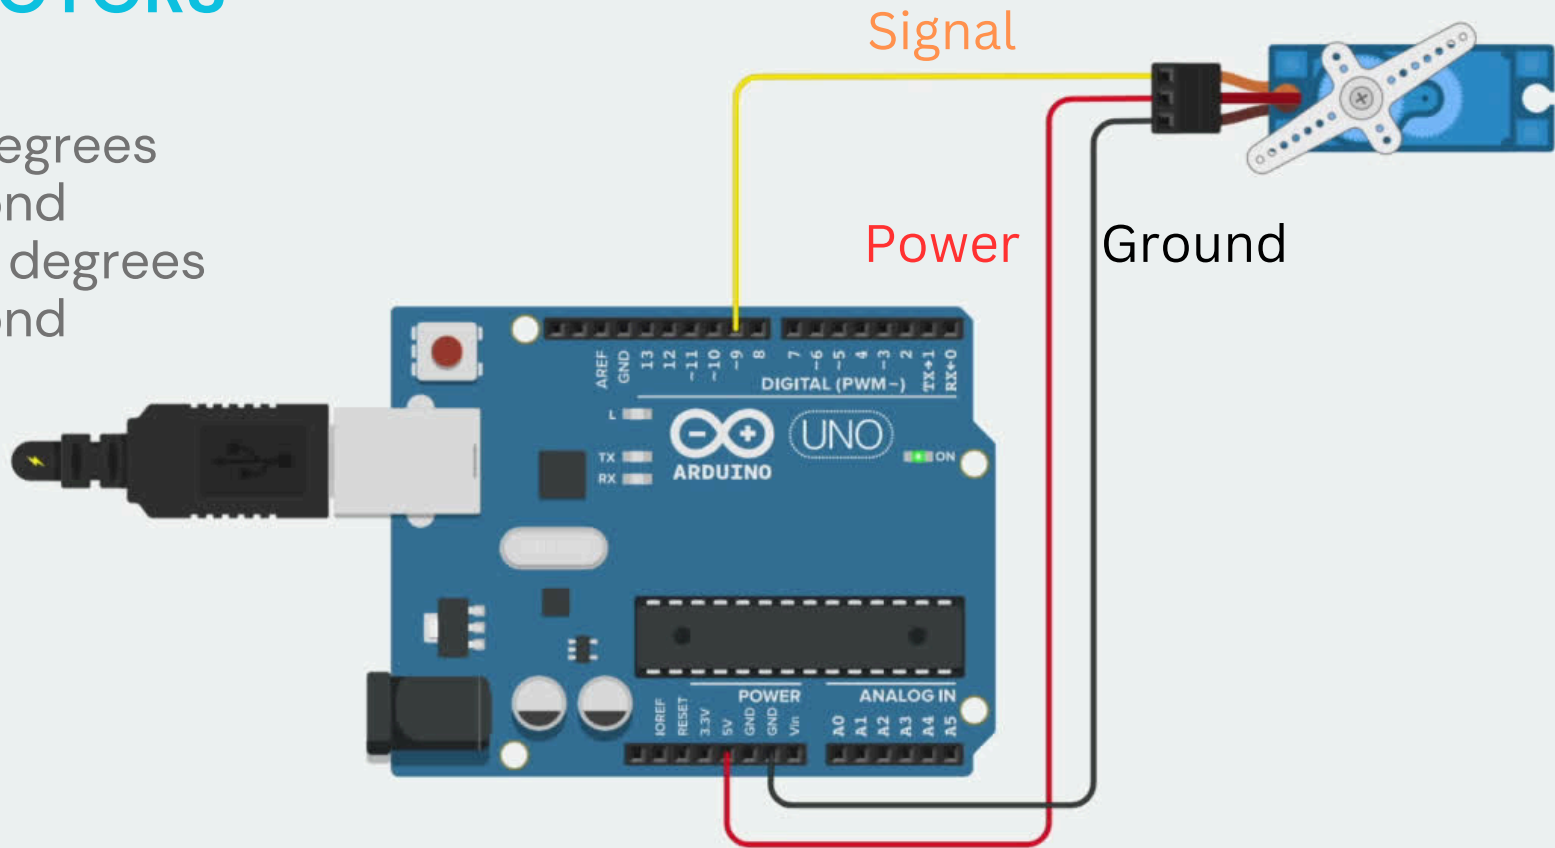 Signal
egrees
ond
degrees
ond
Power
Ground
AREF
GND
13
12
~11
~10
~9
8
7
~6
~5
4
~3
2
TX→1
RX←0
DIGITAL (PWM~)
L
TX
RX
ARDUINO
UNO
ON
POWER
ANALOG IN
IOREF
RESET
3.3V
5V
GND
GND
Vin
A0
A1
A2
A3
A4
A5